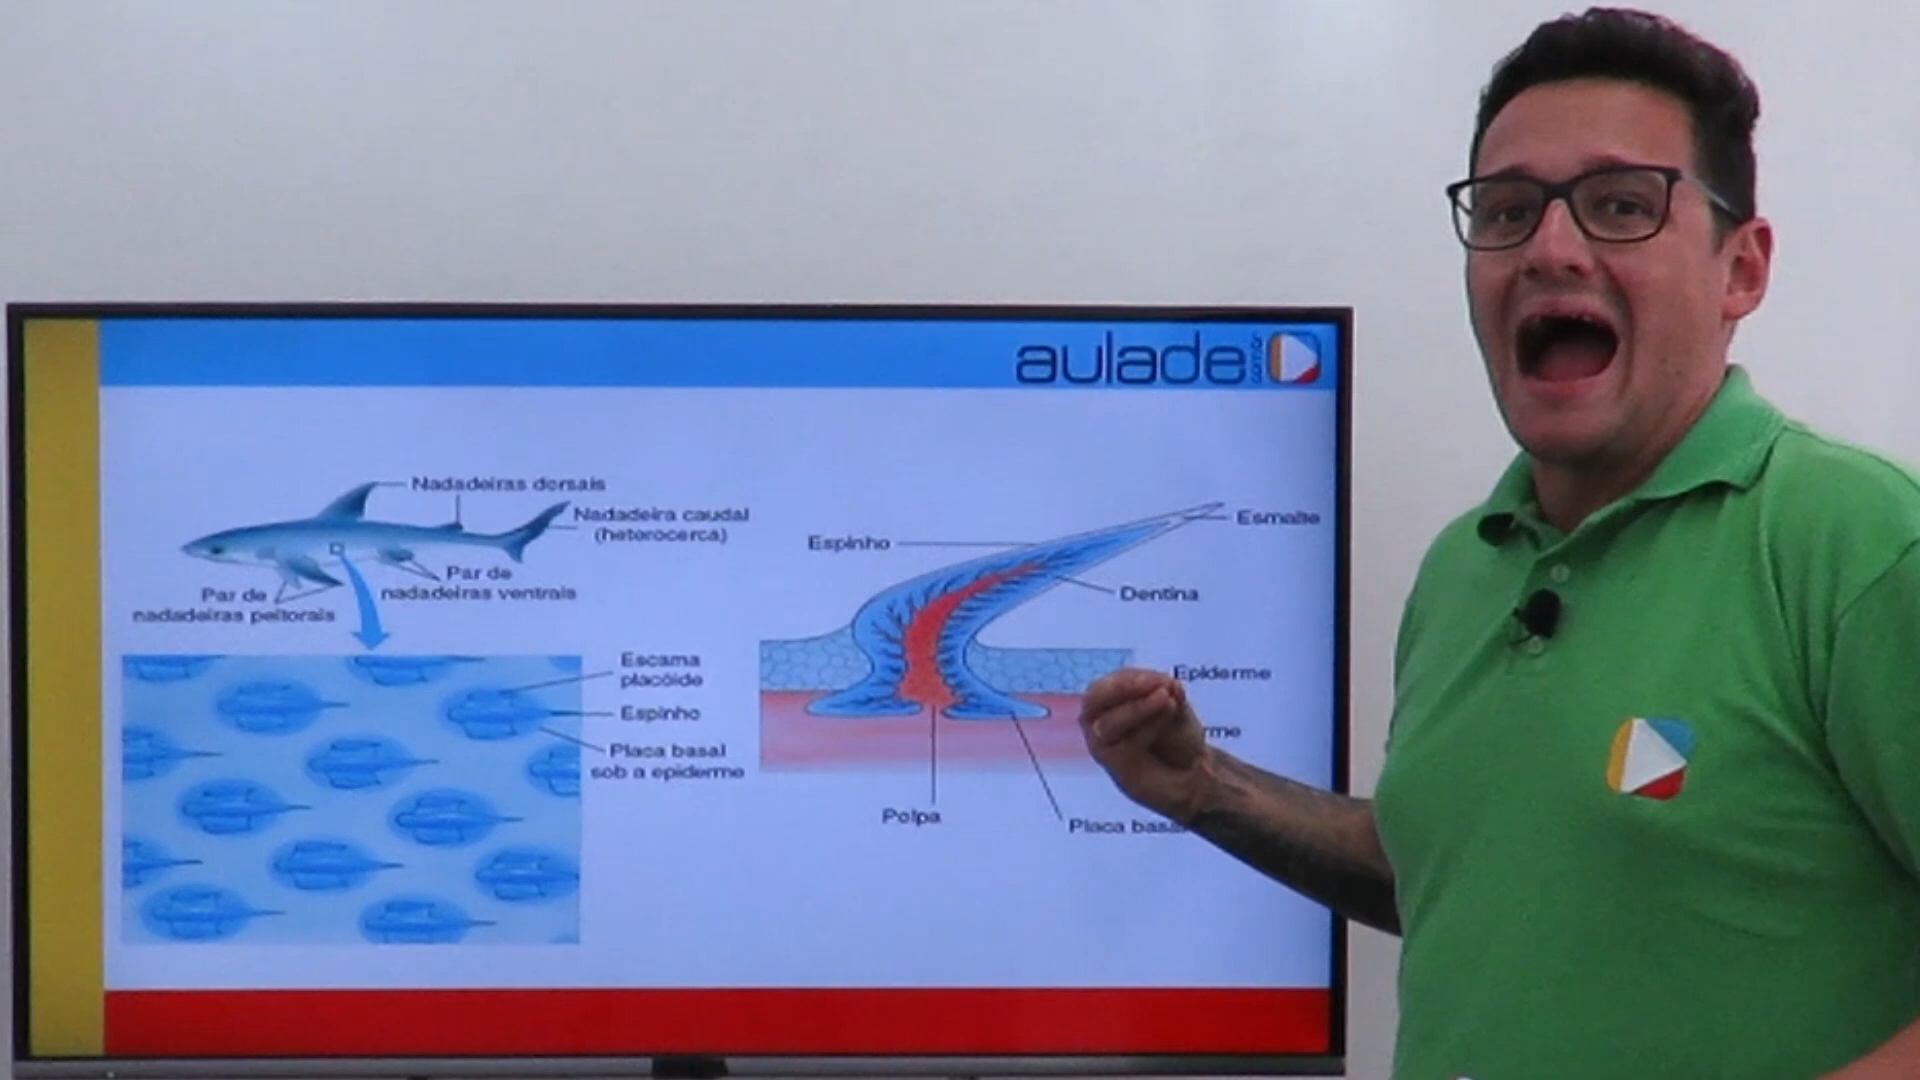 aulade
Nadadeiras dorsais
Nadadeira caudal
(heterocerca)
Par de
nadadeiras ventrais
Par de
nadadeiras peitorais
Escama
placóide
Espinho
Placa basal
sob a epiderme
Espinho
Esmalte
Dentina
Epiderme
rme
Polpa
Placa basal